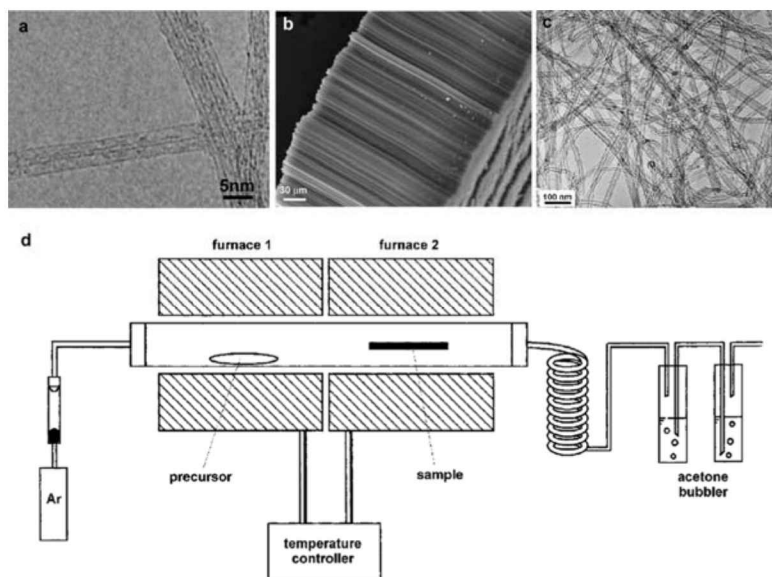 a
5nm
b
30 μm
c
100 nm
d
furnace 1
furnace 2
precursor
sample
Ar
acetone
bubbler
temperature
controller